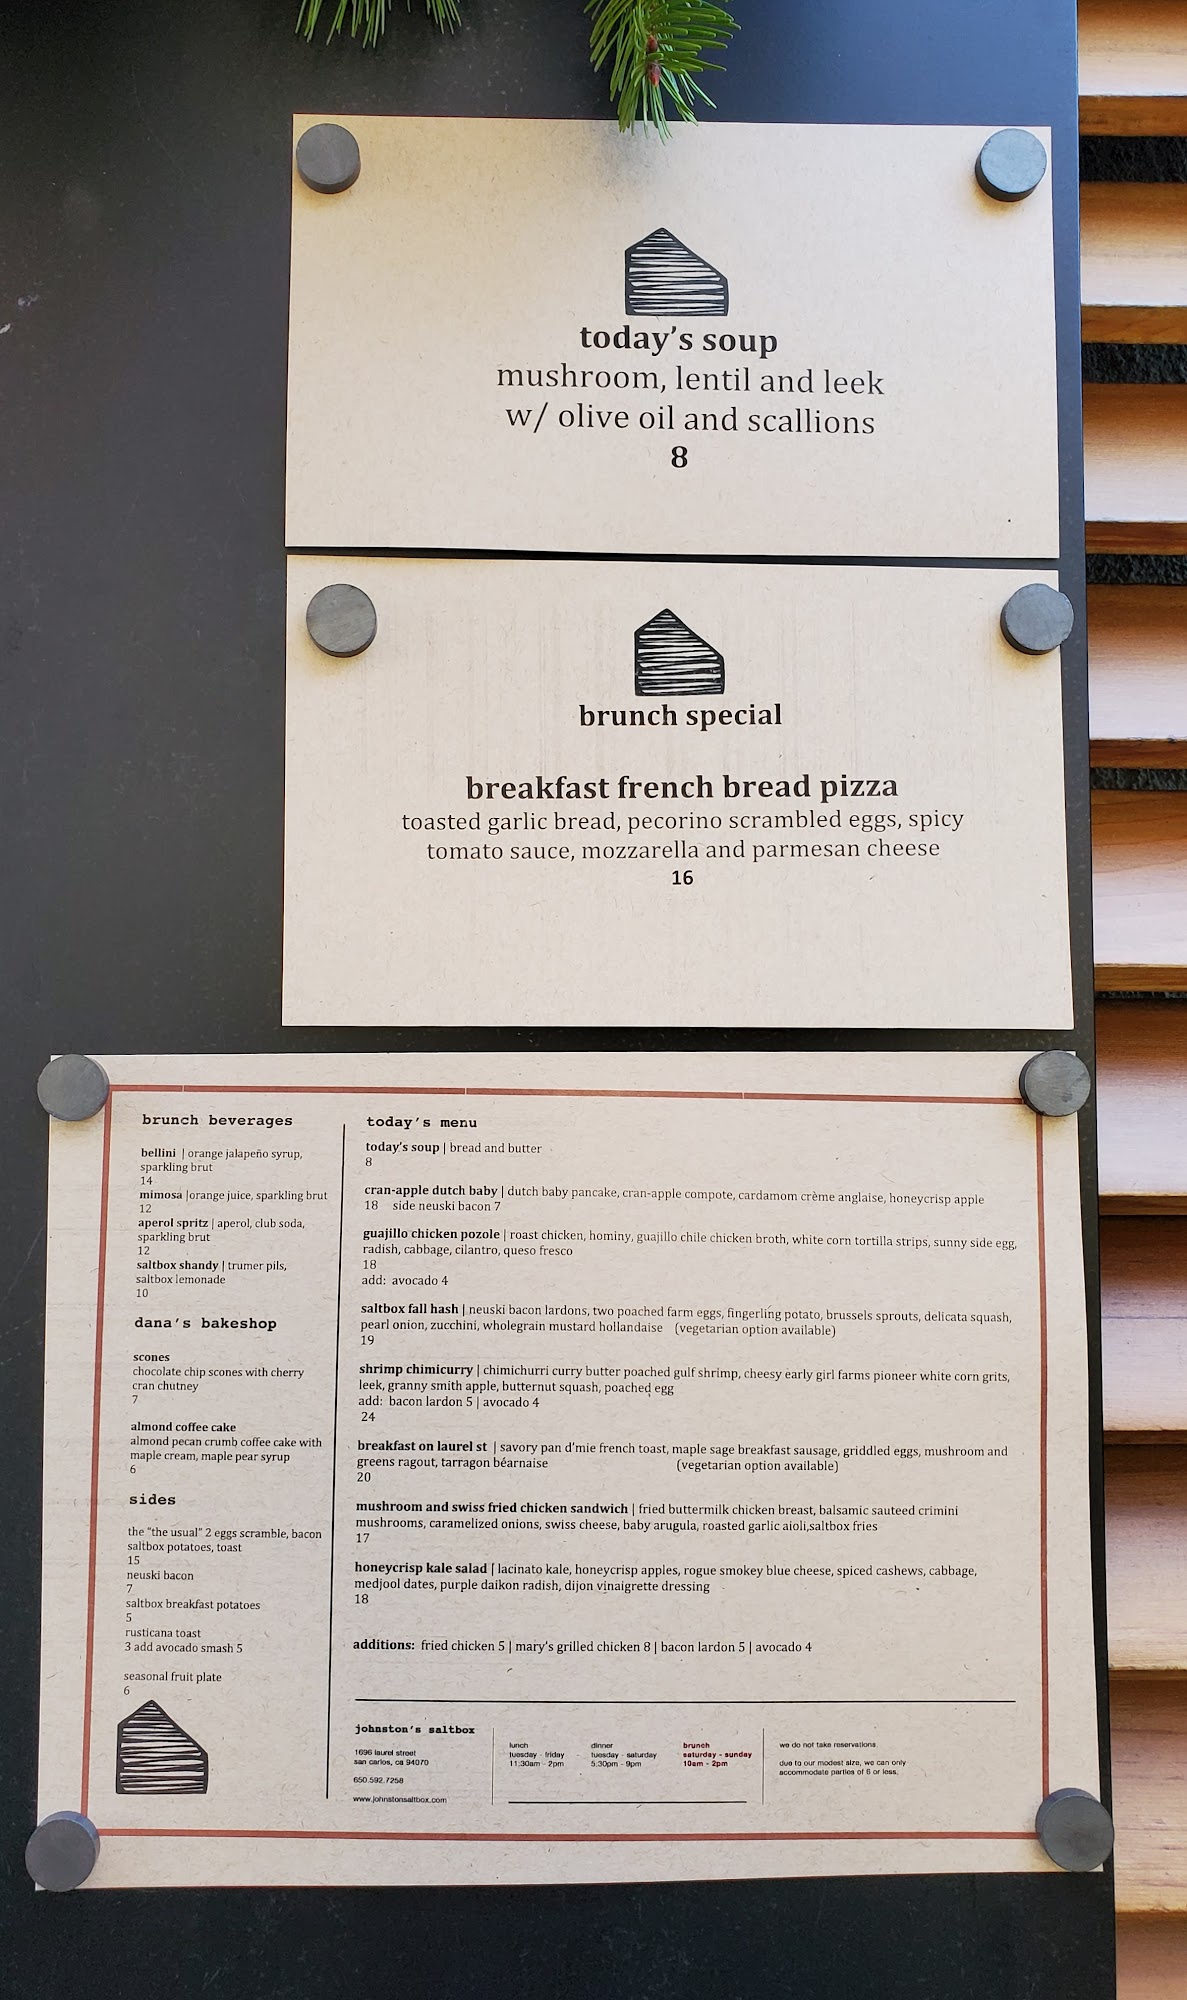 today's soup
mushroom, lentil and leek
w/ olive oil and scallions
8
brunch special
breakfast french bread pizza
toasted garlic bread, pecorino scrambled eggs, spicy
tomato sauce, mozzarella and parmesan cheese
16
brunch beverages
bellini | orange jalapeño syrup,
sparkling brut
14
mimosa |orange juice, sparkling brut
12
aperol spritz | aperol, club soda,
sparkling brut
12
saltbox shandy | trumer pils,
saltbox lemonade
10
dana's bakeshop
scones
chocolate chip scones with cherry
cran chutney
7
almond coffee cake
almond pecan crumb coffee cake with
maple cream, maple pear syrup
6
sides
the "the usual" 2 eggs scramble, bacon
saltbox potatoes, toast
15
neuski bacon
7
saltbox breakfast potatoes
5
rusticana toast
3 add avocado smash 5
seasonal fruit plate
6
today's menu
today's soup | bread and butter
8
cran-apple dutch baby | dutch baby pancake, cran-apple compote, cardamom crème anglaise, honeycrisp apple
18 side neuski bacon 7
guajillo chicken pozole | roast chicken, hominy, guajillo chile chicken broth, white corn tortilla strips, sunny side egg,
radish, cabbage, cilantro, queso fresco
18
add: avocado 4
saltbox fall hash | neuski bacon lardons, two poached farm eggs, fingerling potato, brussels sprouts, delicata squash,
pearl onion, zucchini, wholegrain mustard hollandaise (vegetarian option available)
19
shrimp chimicurry | chimichurri curry butter poached gulf shrimp, cheesy early girl farms pioneer white corn grits,
leek, granny smith apple, butternut squash, poached egg
add: bacon lardon 5 | avocado 4
24
breakfast on laurel st | savory pan d'mie french toast, maple sage breakfast sausage, griddled eggs, mushroom and
greens ragout, tarragon béarnaise (vegetarian option available)
20
mushroom and swiss fried chicken sandwich | fried buttermilk chicken breast, balsamic sauteed crimini
mushrooms, caramelized onions, swiss cheese, baby arugula, roasted garlic aioli,saltbox fries
17
honeycrisp kale salad | lacinato kale, honeycrisp apples, rogue smokey blue cheese, spiced cashews, cabbage,
medjool dates, purple daikon radish, dijon vinaigrette dressing
18
additions: fried chicken 5 | mary's grilled chicken 8 | bacon lardon 5 | avocado 4
johnston's saltbox
1696 laurel street
san carlos, ca 94070
650.592.7258
www.johnstonsaltbox.com
lunch
tuesday - friday
11:30am - 2pm
dinner
tuesday - saturday
5:30pm - 9pm
brunch
saturday - sunday
10am - 2pm
we do not take reservations
due to our modest size, we can only
accommodate parties of 6 or less.